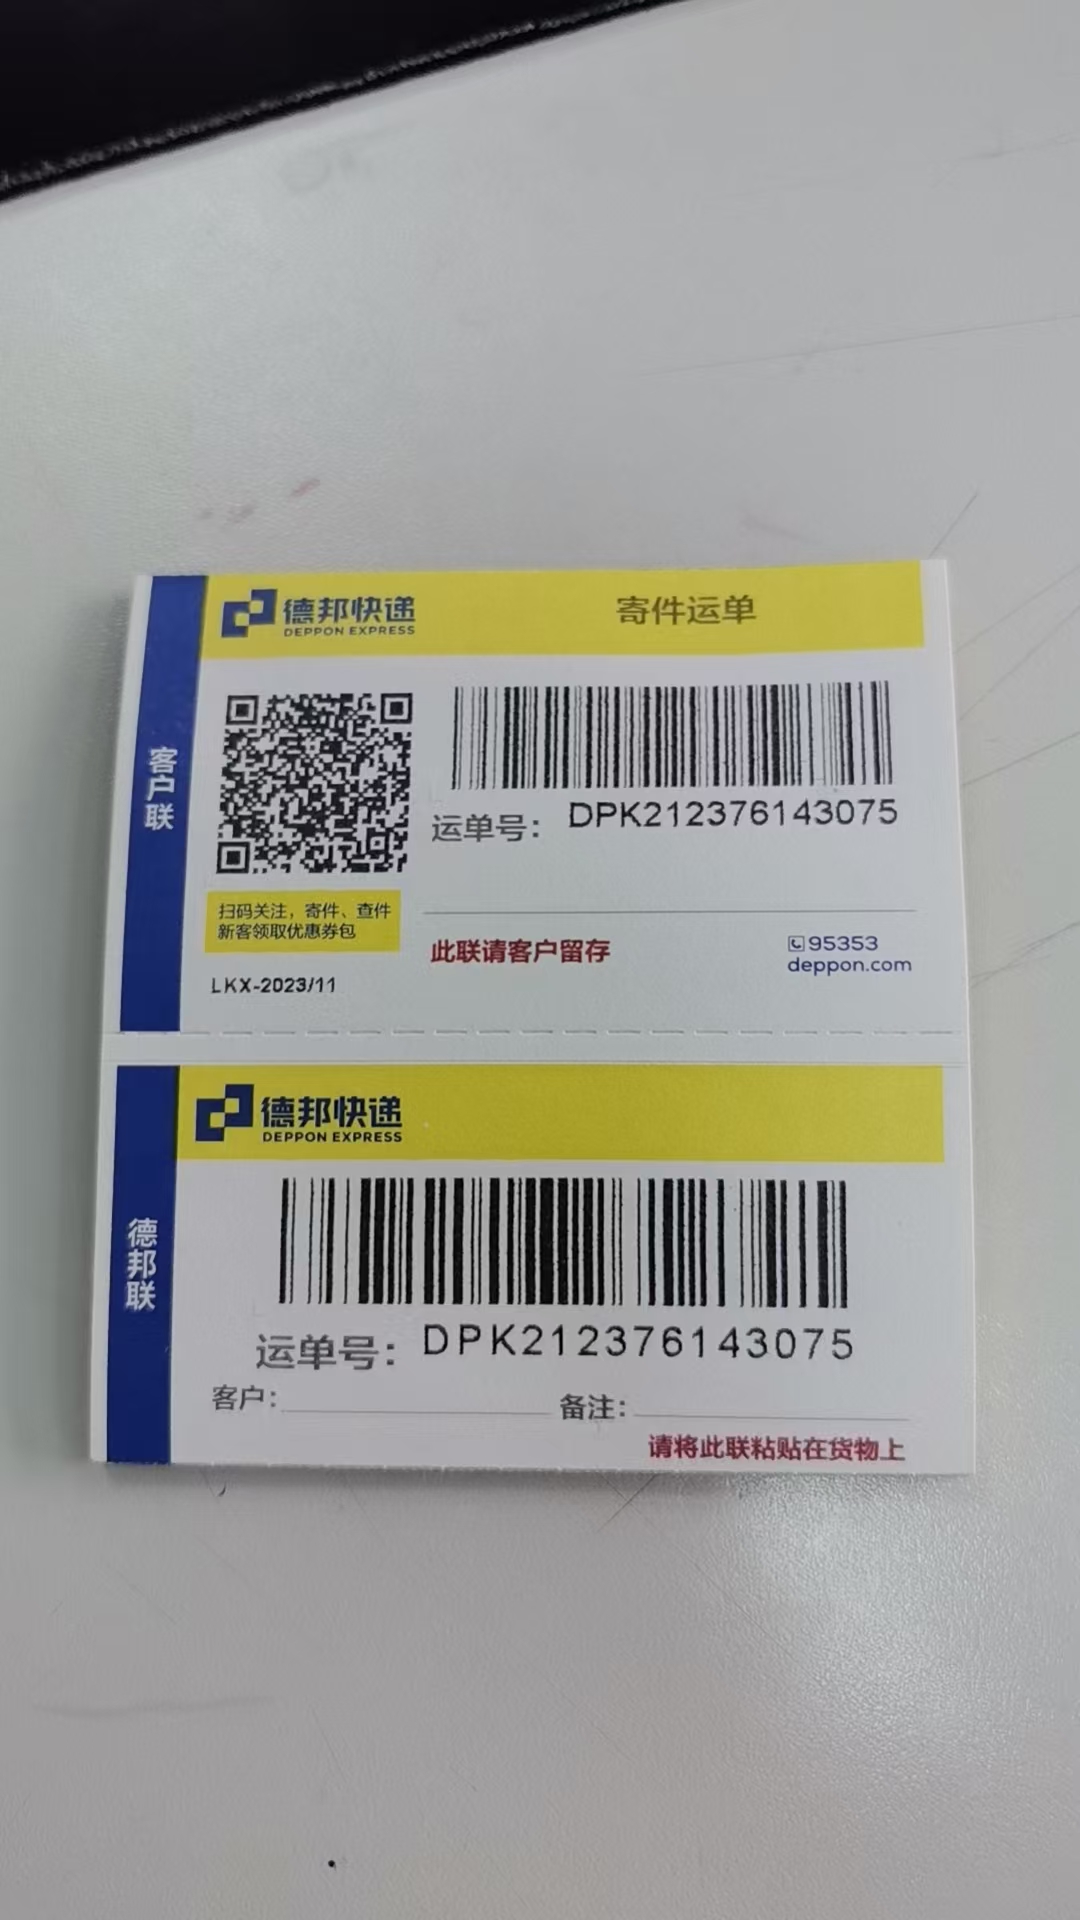 德邦快递
DEPPON EXPRESS
寄件运单
客户联
运单号：
DPK212376143075
扫码关注，寄件、查件
新客领取优惠券包
此联请客户留存
95353
deppon.com
LKX-2023/11
德邦快递
DEPPON EXPRESS
德邦联
运单号：
DPK212376143075
客户：
备注：
请将此联粘贴在货物上